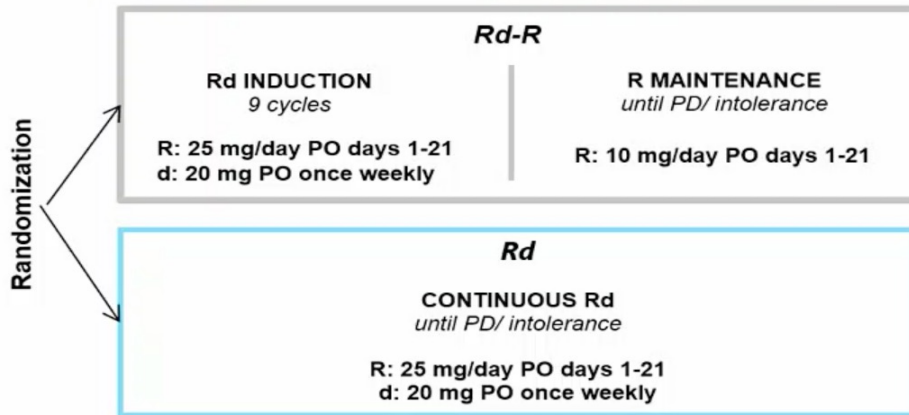 Randomization
Rd-R
Rd INDUCTION
9 cycles
R: 25 mg/day PO days 1-21
d: 20 mg PO once weekly
R MAINTENANCE
until PD/ intolerance
R: 10 mg/day PO days 1-21
Rd
CONTINUOUS Rd
until PD/ intolerance
R: 25 mg/day PO days 1-21
d: 20 mg PO once weekly